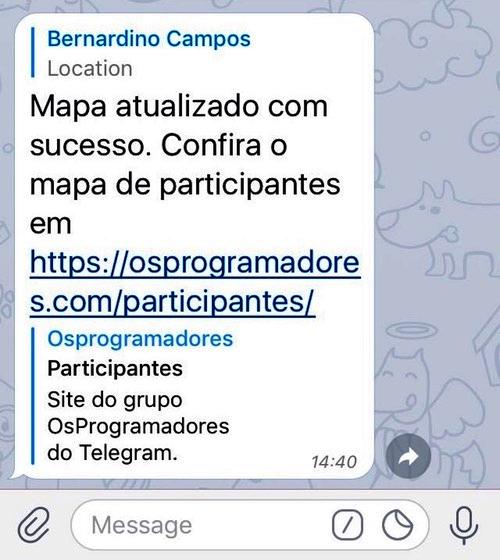 Bernardino Campos
Location
Mapa atualizado com
sucesso. Confira o
mapa de participantes
em
https://osprogramadore
s.com/participantes/
Osprogramadores
Participantes
Site do grupo
OsProgramadores
do Telegram.
14:40
Message